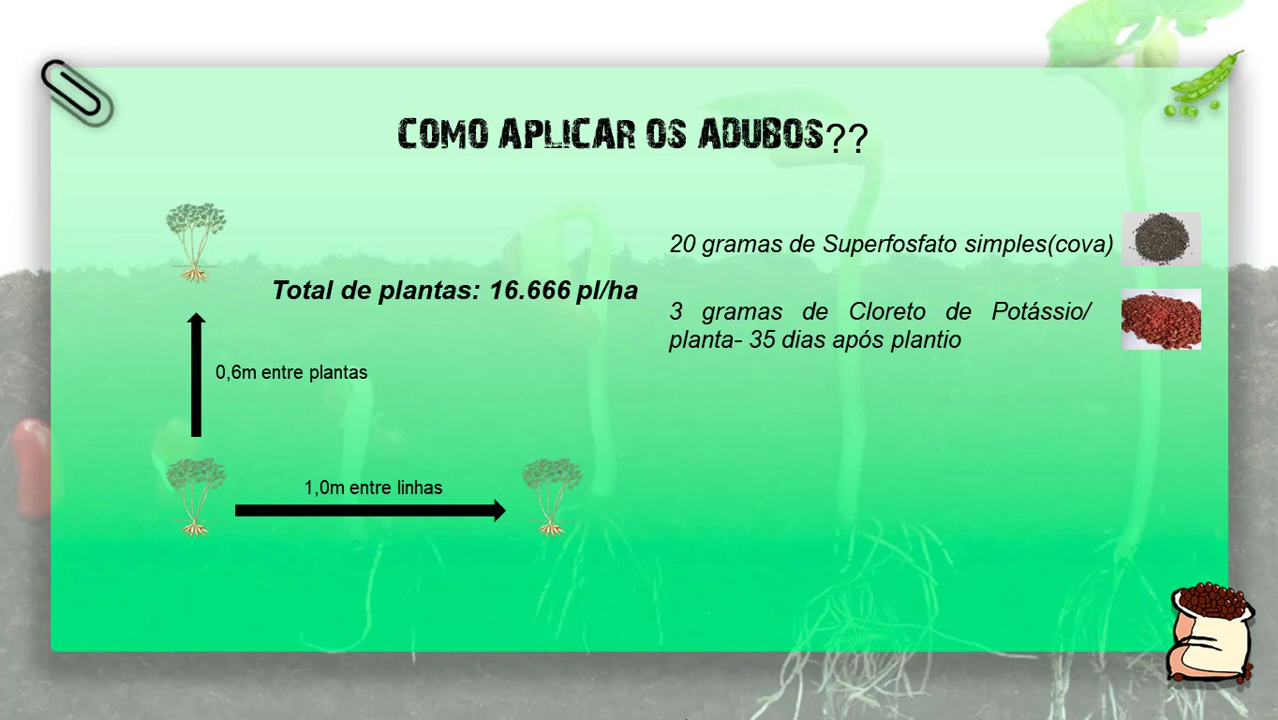 COMO APLICAR OS ADUBOS??
20 gramas de Superfosfato simples(cova)
Total de plantas: 16.666 pl/ha
3 gramas de Cloreto de Potássio/
planta- 35 dias após plantio
0,6m entre plantas
1,0m entre linhas